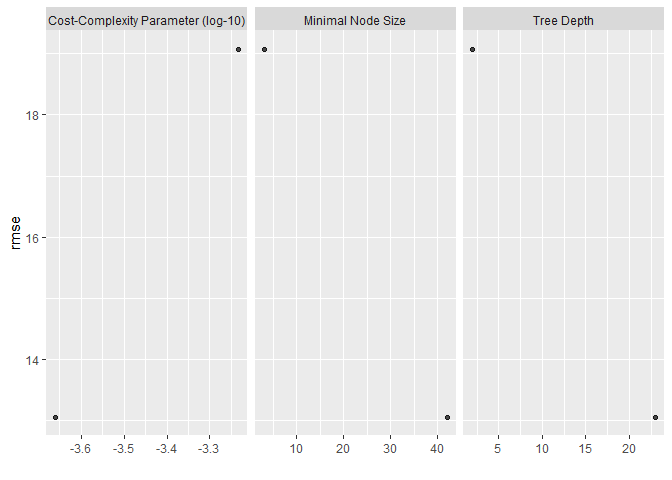 Cost-Complexity Parameter (log-10) Minimal Node Size Tree Depth
18
16
14
rmse
-3.6 -3.5 -3.4 -3.3 10 20 30 40 5 10 15 20